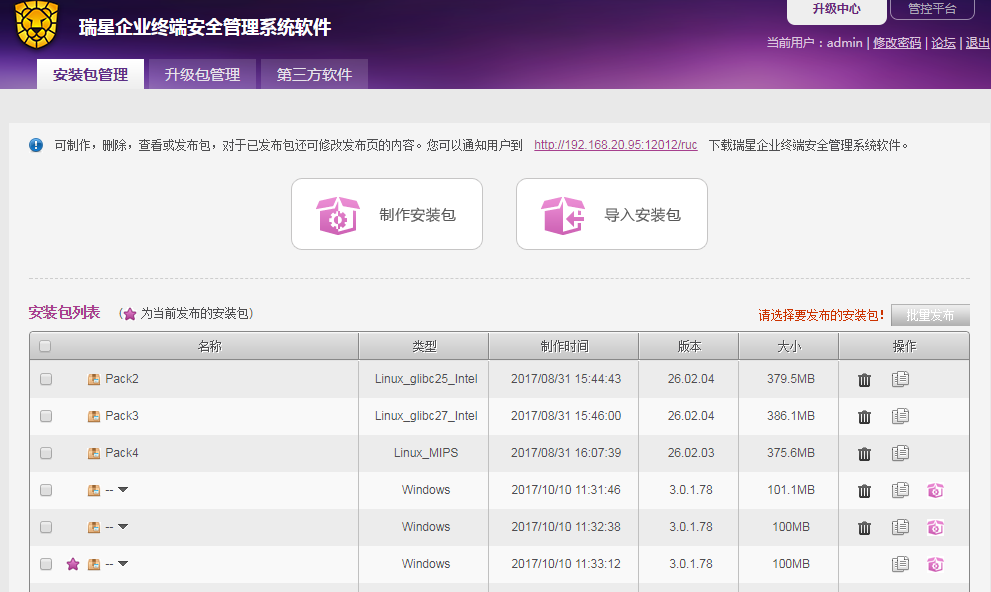 升级中心 管控平台
瑞星企业终端安全管理系统软件
当前用户：admin | 修改密码 | 论坛 | 退出
安装包管理 升级包管理 第三方软件
可制作，删除，查看或发布包，对于已发布包还可修改发布页的内容。您可以通知用户到 http://192.168.20.95:12012/ruc 下载瑞星企业终端安全管理系统软件。
制作安装包 导入安装包
安装包列表 （★ 为当前发布的安装包） 请选择要发布的安装包！ 批量发布
名称 类型 制作时间 版本 大小 操作
Pack2 Linux_glibc25_Intel 2017/08/31 15:44:43 26.02.04 379.5MB
Pack3 Linux_glibc27_Intel 2017/08/31 15:46:00 26.02.04 386.1MB
Pack4 Linux_MIPS 2017/08/31 16:07:39 26.02.03 375.6MB
-- Windows 2017/10/10 11:31:46 3.0.1.78 101.1MB
-- Windows 2017/10/10 11:32:38 3.0.1.78 100MB
-- Windows 2017/10/10 11:33:12 3.0.1.78 100MB